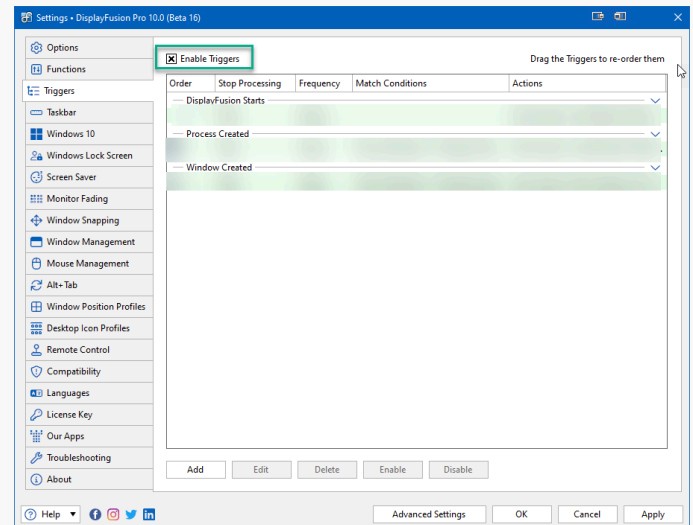 Settings • DisplayFusion Pro 10.0 (Beta 16)
Options
Functions
Triggers
Taskbar
Windows 10
Windows Lock Screen
Screen Saver
Monitor Fading
Window Snapping
Window Management
Mouse Management
Alt+Tab
Window Position Profiles
Desktop Icon Profiles
Remote Control
Compatibility
Languages
License Key
Our Apps
Troubleshooting
About
Enable Triggers
Drag the Triggers to re-order them
Order Stop Processing Frequency Match Conditions Actions
DisplayFusion Starts
Process Created
Window Created
Add Edit Delete Enable Disable
Help
Advanced Settings OK Cancel Apply